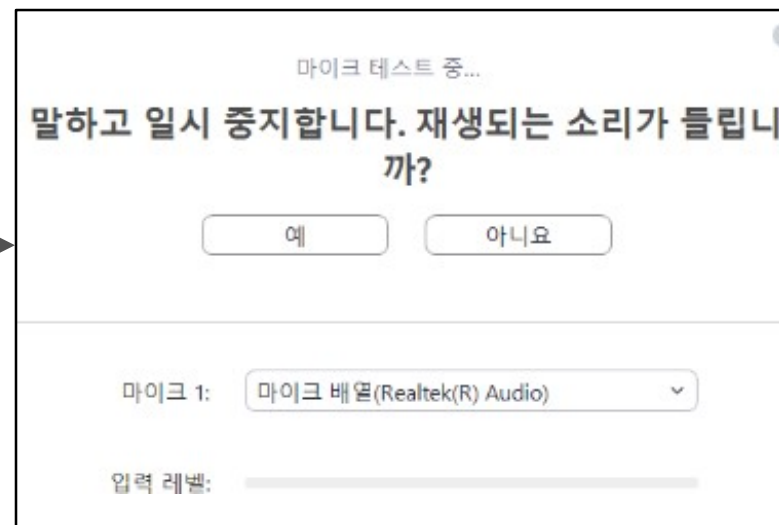 마이크 테스트 중...
말하고 일시 중지합니다. 재생되는 소리가 들립니
까?
예 아니요
마이크 1: 마이크 배열(Realtek(R) Audio)
입력 레벨: